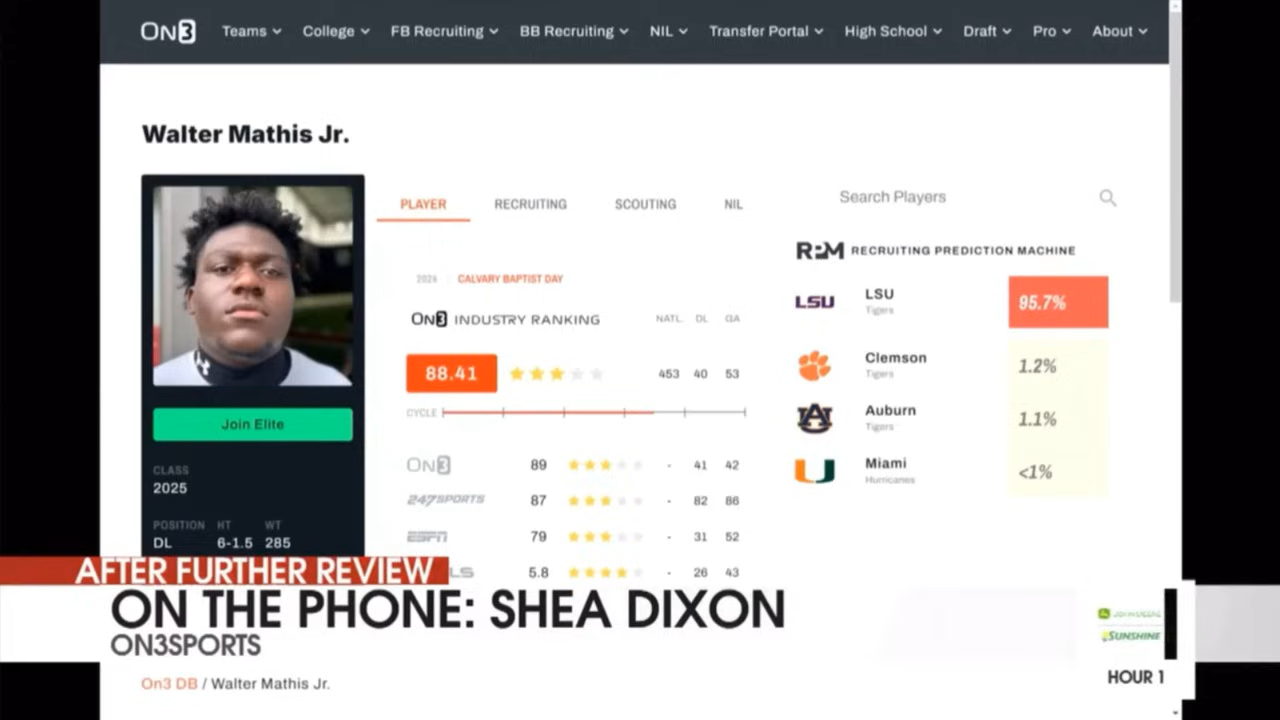 ON3 Teams College FB Recruiting BB Recruiting NIL Transfer Portal High School Draft Pro About
Walter Mathis Jr.
PLAYER RECRUITING SCOUTING NIL
Search Players
RPM RECRUITING PREDICTION MACHINE
CALVARY BAPTIST DAY
ON3 INDUSTRY RANKING NATL. DL GA
88.41 453 40 53
CYCLE
ON3 89 - 41 42
247SPORTS 87 - 82 86
ESPN 79 - 31 52
LS 5.8 - 26 43
LSU LSU 95.7%
Tigers
Clemson 1.2%
Tigers
Auburn 1.1%
Tigers
Miami <1%
Hurricanes
Join Elite
CLASS
2025
POSITION HT WT
DL 6-1.5 285
AFTER FURTHER REVIEW
ON THE PHONE: SHEA DIXON
ON3SPORTS
JOHN DEERE
SUNSHINE
HOUR 1
On3 DB / Walter Mathis Jr.